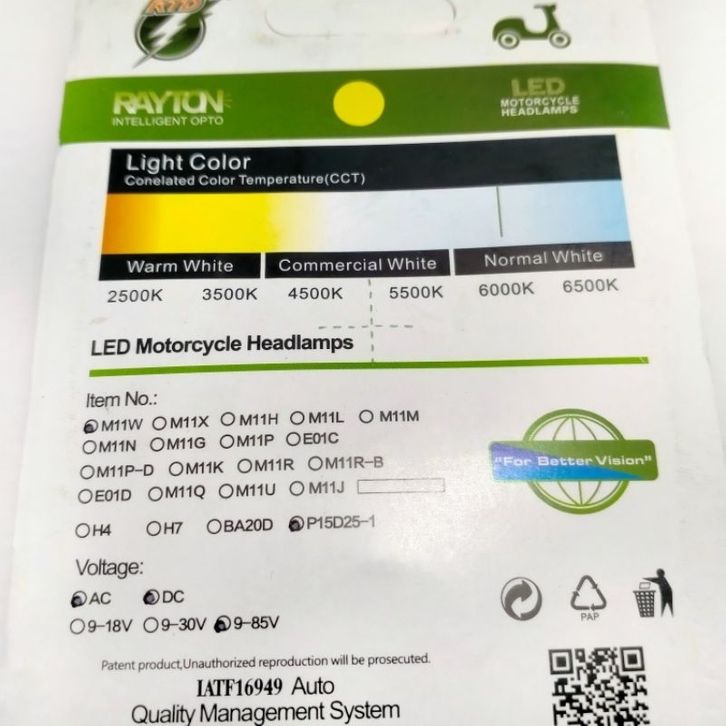 RTD
RAYTON
INTELLIGENT OPTO
LED
MOTORCYCLE
HEADLAMPS
Light Color
Conelated Color Temperature(CCT)
Warm White Commercial White Normal White
2500K 3500K 4500K 5500K 6000K 6500K
LED Motorcycle Headlamps
Item No.:
M11W M11X M11H M11L M11M
M11N M11G M11P E01C
M11P-D M11K M11R M11R-B
E01D M11Q M11U M11J
H4 H7 BA20D P15D25-1
"For Better Vision"
Voltage:
AC DC
9-18V 9-30V 9-85V
PAP
Patent product,Unauthorized reproduction will be prosecuted.
IATF16949 Auto
Quality Management System